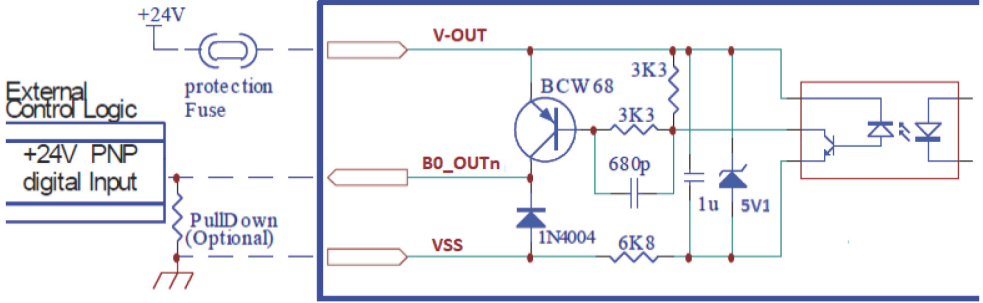 +24V
V-OUT
protection
Fuse
3K3
BCW68
External
Control Logic
3K3
+24V PNP
digital Input
B0_OUTn
680p
1u
5V1
PullDown
(Optional)
1N4004
VSS
6K8